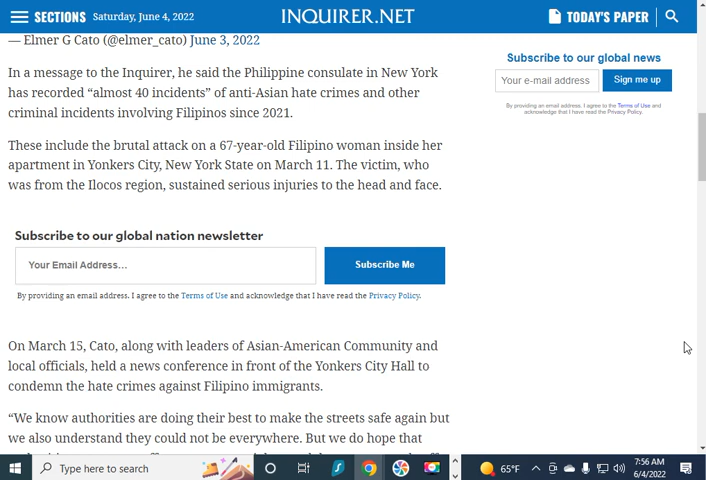 SECTIONS Saturday, June 4, 2022 INQUIRER.NET TODAY'S PAPER
— Elmer G Cato (@elmer_cato) June 3, 2022
In a message to the Inquirer, he said the Philippine consulate in New York
has recorded “almost 40 incidents” of anti-Asian hate crimes and other
criminal incidents involving Filipinos since 2021.
These include the brutal attack on a 67-year-old Filipino woman inside her
apartment in Yonkers City, New York State on March 11. The victim, who
was from the Ilocos region, sustained serious injuries to the head and face.
Subscribe to our global nation newsletter
Your Email Address... Subscribe Me
By providing an email address. I agree to the Terms of Use and acknowledge that I have read the Privacy Policy.
On March 15, Cato, along with leaders of Asian-American Community and
local officials, held a news conference in front of the Yonkers City Hall to
condemn the hate crimes against Filipino immigrants.
“We know authorities are doing their best to make the streets safe again but
we also understand they could not be everywhere. But we do hope that
Subscribe to our global news
Your e-mail address Sign me up
By providing an email address. I agree to the Terms of Use and
acknowledge that I have read the Privacy Policy.
Type here to search 65°F 7:56 AM
6/4/2022